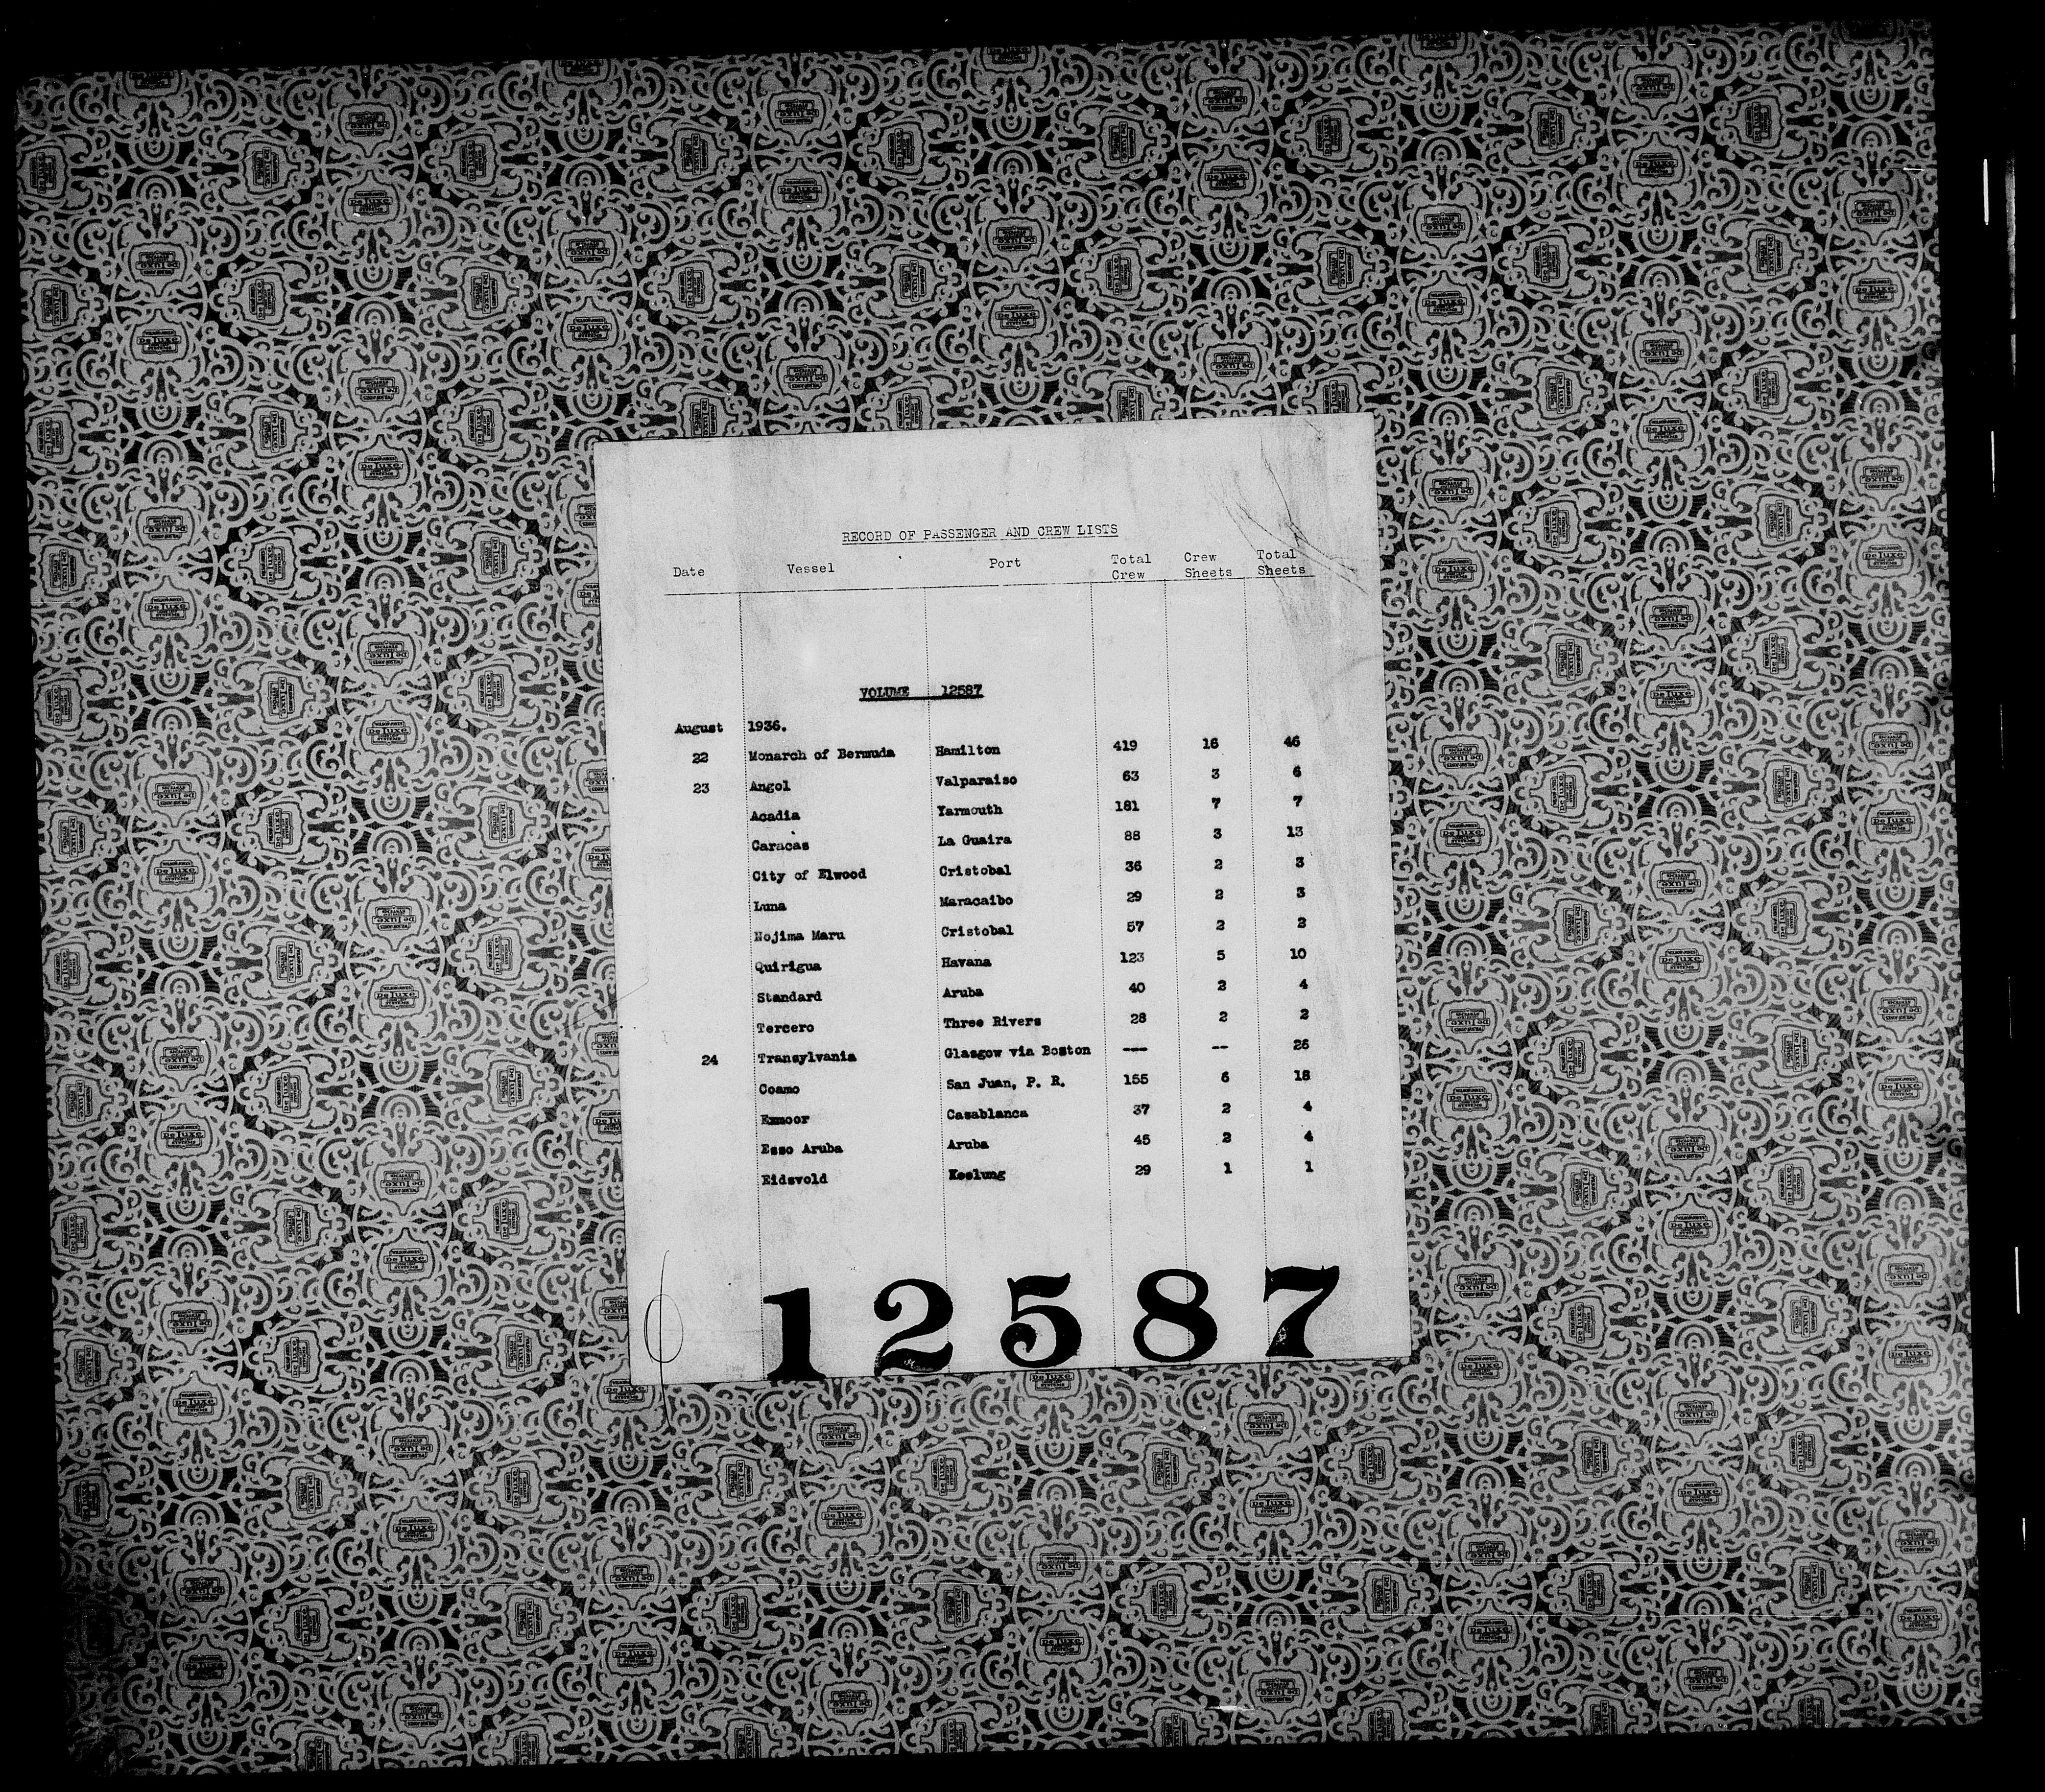 RECORD OF PASSENGER AND CREW LISTS
Date Vessel Port Total Crew Crew Sheets Total Sheets
VOLUME 12587
August 1936.
22 Monarch of Bermuda Hamilton 419 16 46
23 Angol Valparaiso 63 3 6
Acadia Yarmouth 181 7 7
Caracas La Guaira 88 3 13
City of Elwood Cristobal 36 2 3
Luna Maracaibo 29 2 3
Nojima Maru Cristobal 57 2 2
Quirigua Havana 123 5 10
Standard Aruba 40 2 4
Tercero Three Rivers 28 2 2
24 Transylvania Glasgow via Boston --- -- 26
Coamo San Juan, P. R. 155 6 18
Exmoor Casablanca 37 2 4
Esso Aruba Aruba 45 2 4
Eidsvold Keelung 29 1 1
12587
De Luxe